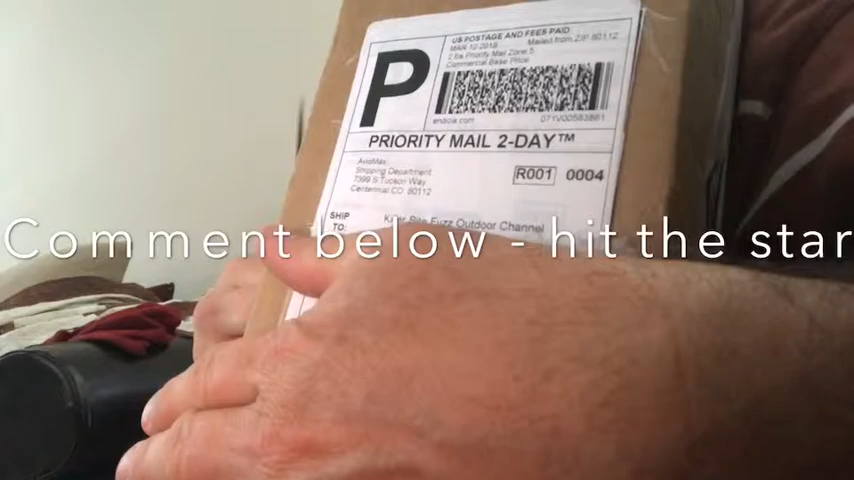 US POSTAGE AND FEES PAID
MAR 12 2018
Mailed from ZIP 80112
2 lbs Priority Mail Zone 5
Commercial Base Price
P
endicia.com
071V00583861
PRIORITY MAIL 2-DAY™
AvidMax
Shipping Department
7399 S Tucson Way
Centennial CO 80112
R001
0004
SHIP
TO:
Outdoor Channel
Comment below - hit the star